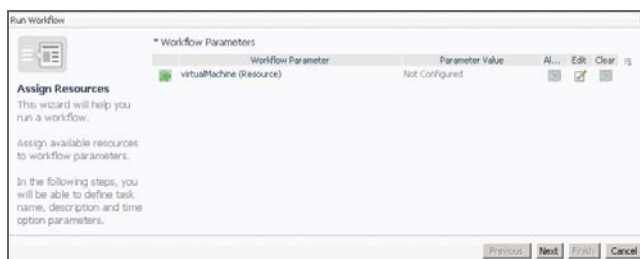 Run Workflow
Assign Resources
This wizard will help you
run a workflow.
Assign available resources
to workflow parameters.
In the following steps, you
will be able to define task
name, description and time
option parameters.
* Workflow Parameters
Workflow Parameter Parameter Value Al... Edit Clear
virtualMachine (Resource) Not Configured
Previous Next Finish Cancel